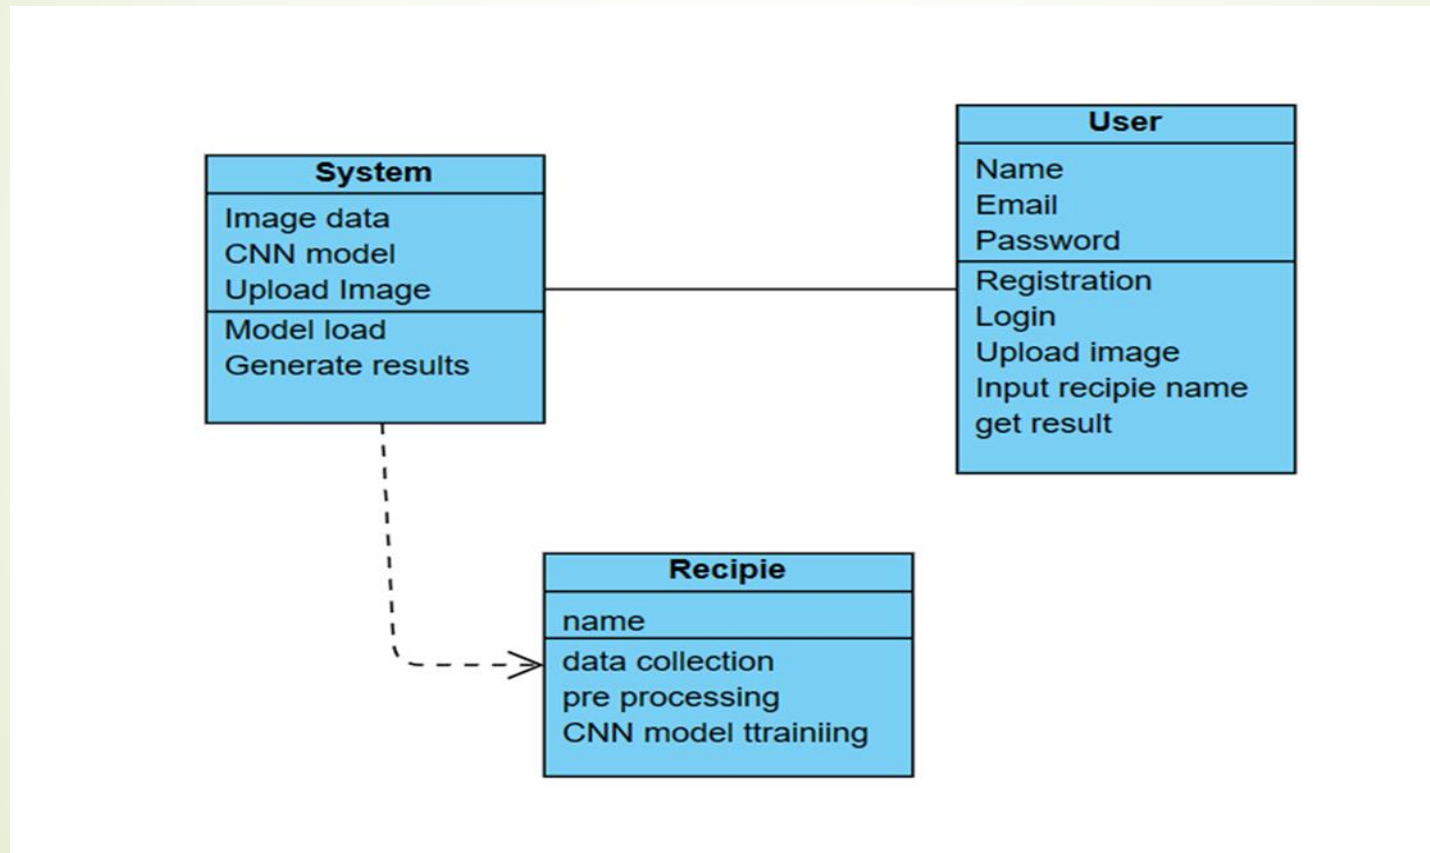 System
Image data
CNN model
Upload Image
Model load
Generate results
User
Name
Email
Password
Registration
Login
Upload image
Input recipie name
get result
Recipie
name
data collection
pre processing
CNN model ttrainiing